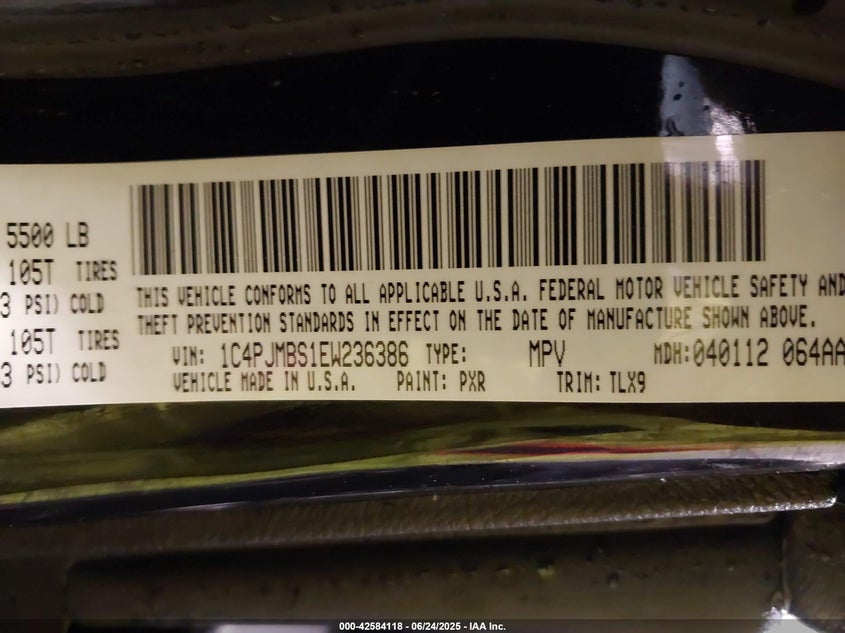 5500 LB
105T TIRES
3 PSI) COLD
105T TIRES
3 PSI) COLD
THIS VEHICLE CONFORMS TO ALL APPLICABLE U.S.A. FEDERAL MOTOR VEHICLE SAFETY AND
THEFT PREVENTION STANDARDS IN EFFECT ON THE DATE OF MANUFACTURE SHOWN ABOVE.
VIN: 1C4PJMBS1EW236386 TYPE: MPV MDH:040112 064AA
VEHICLE MADE IN U.S.A. PAINT: PXR TRIM: TLX9
000-42584118 - 06/24/2025 - IAA Inc.